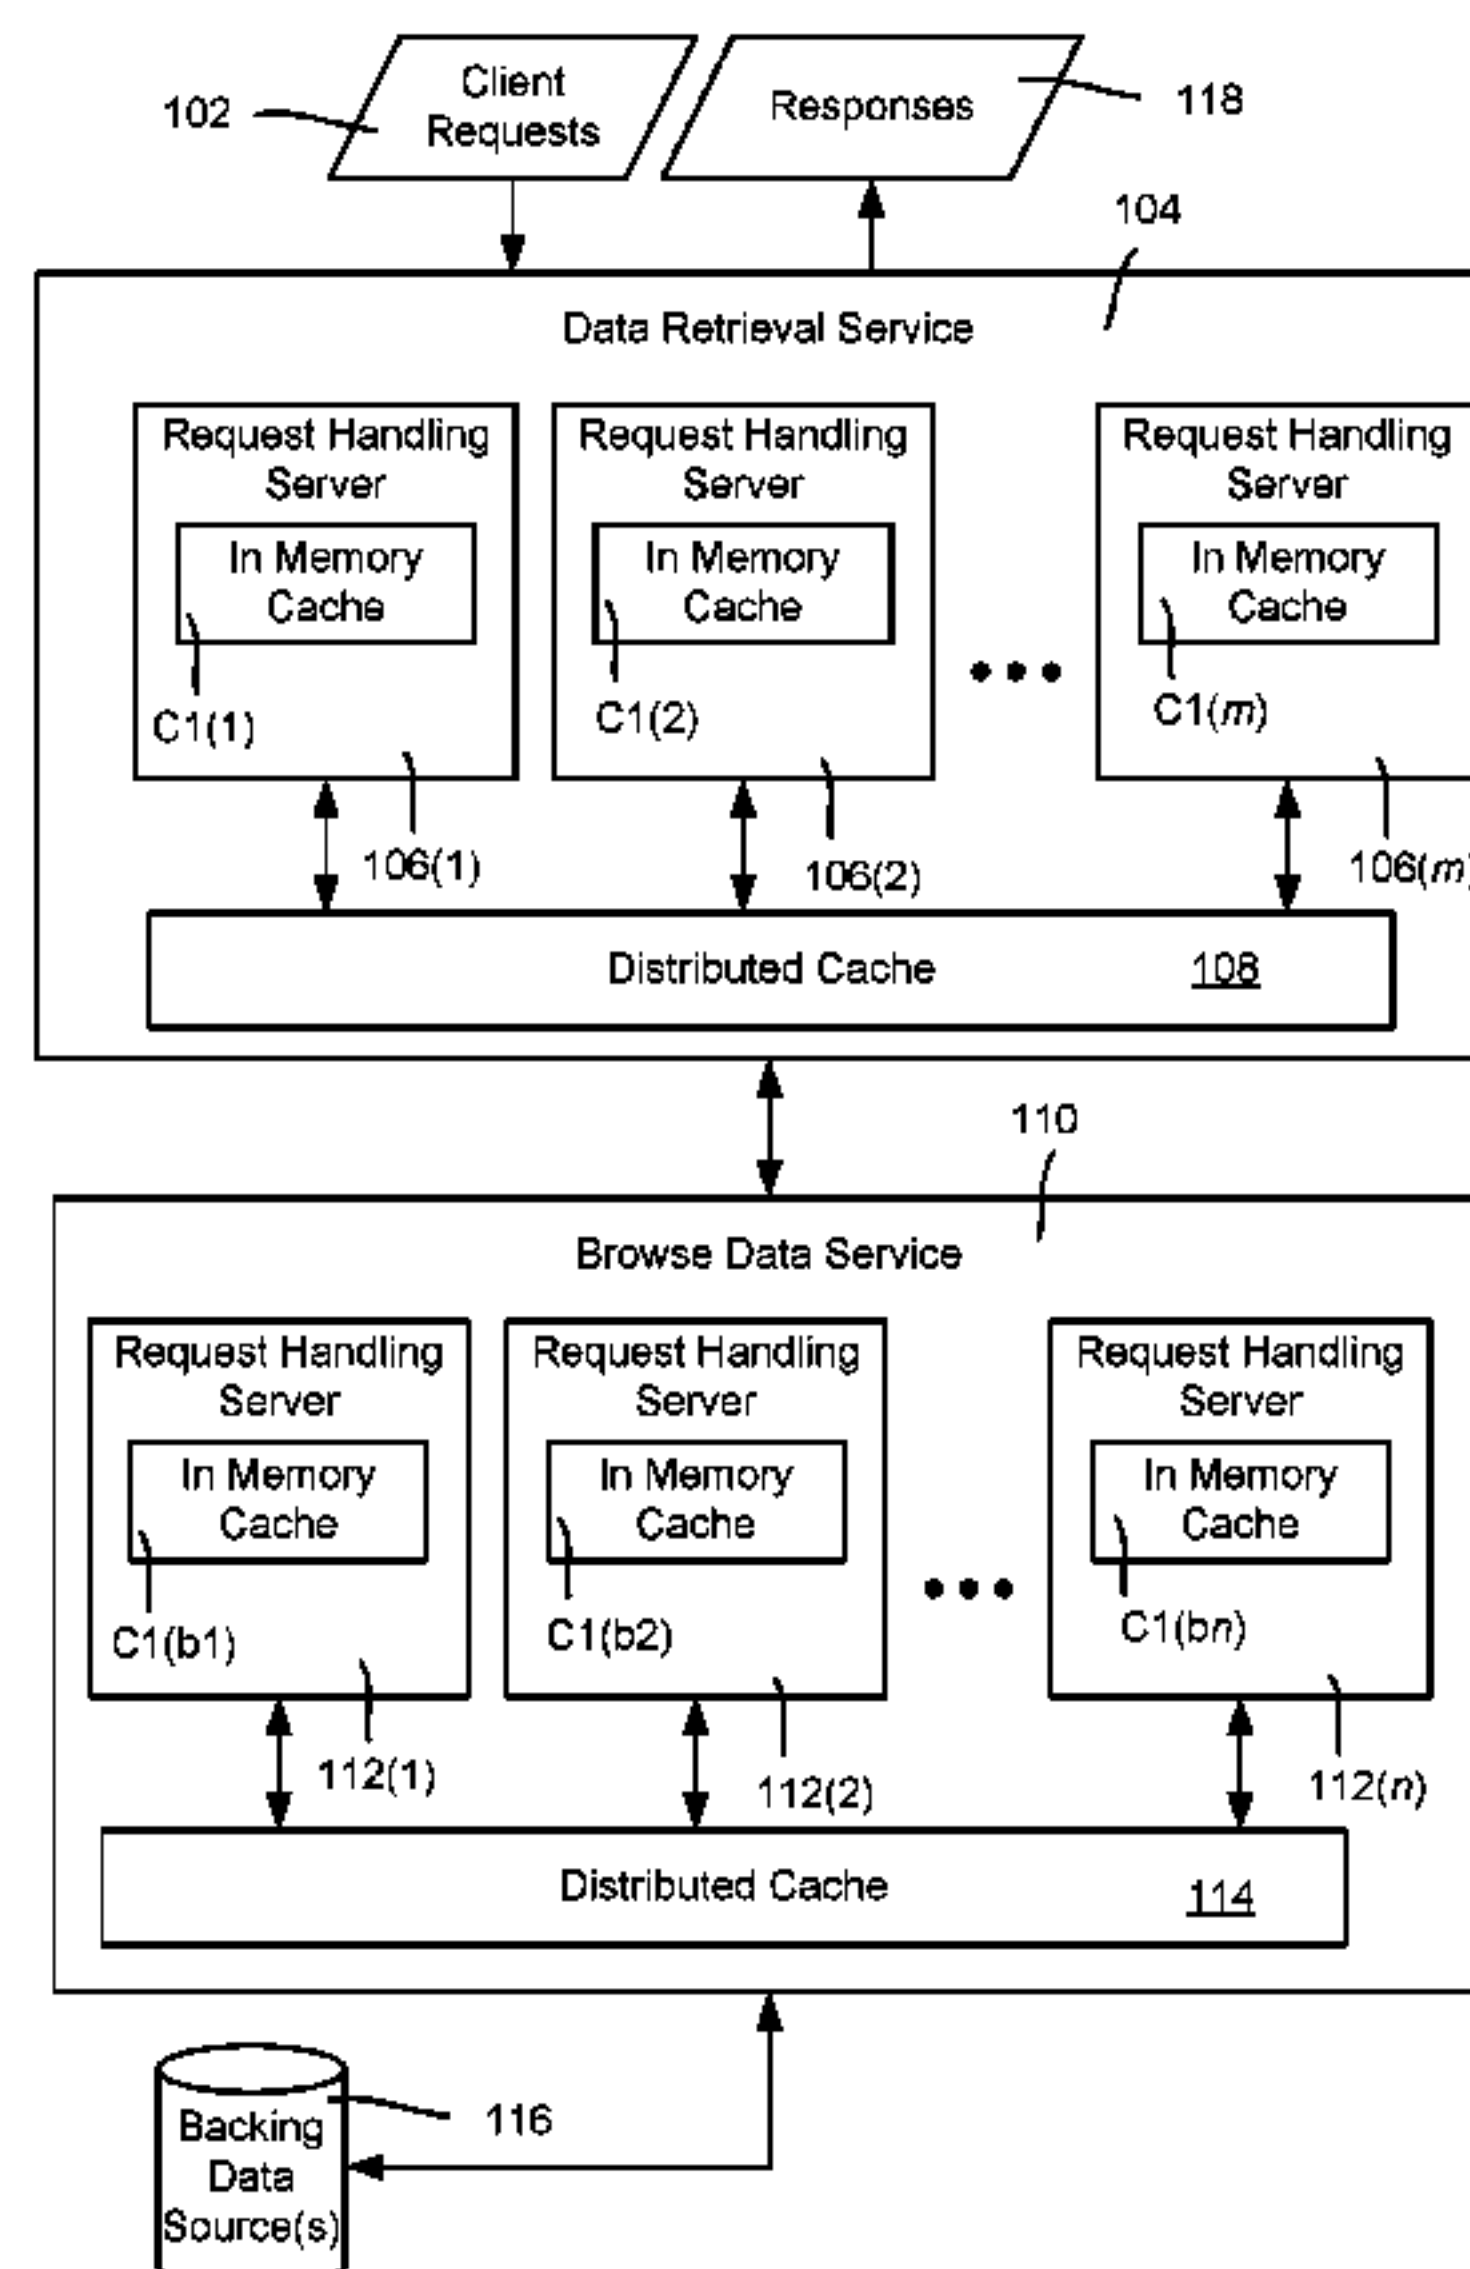 Client
Requests
Responses
102
118
104
Data Retrieval Service
Request Handling
Server
In Memory
Cache
C1(1)
106(1)
Request Handling
Server
In Memory
Cache
C1(2)
106(2)
Request Handling
Server
In Memory
Cache
C1(m)
106(m)
Distributed Cache
108
110
Browse Data Service
Request Handling
Server
In Memory
Cache
C1(b1)
112(1)
Request Handling
Server
In Memory
Cache
C1(b2)
112(2)
Request Handling
Server
In Memory
Cache
C1(bn)
112(n)
Distributed Cache
114
Backing
Data
Source(s)
116